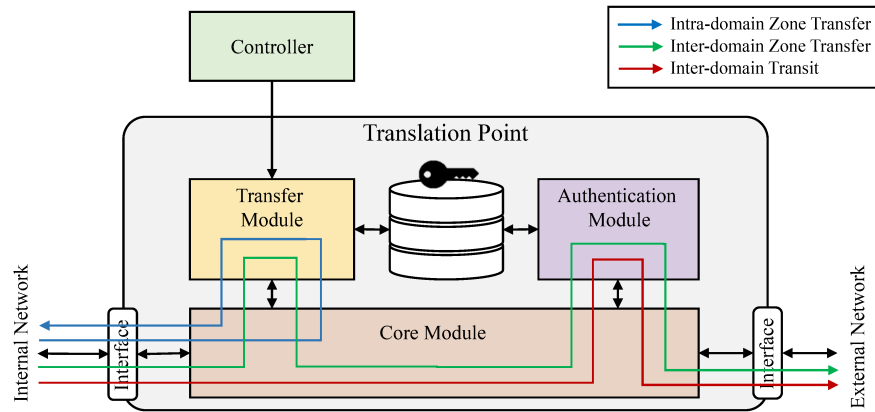 Controller
Intra-domain Zone Transfer
Inter-domain Zone Transfer
Inter-domain Transit
Translation Point
Transfer
Module
Authentication
Module
Core Module
Internal Network
Interface
Interface
External Network